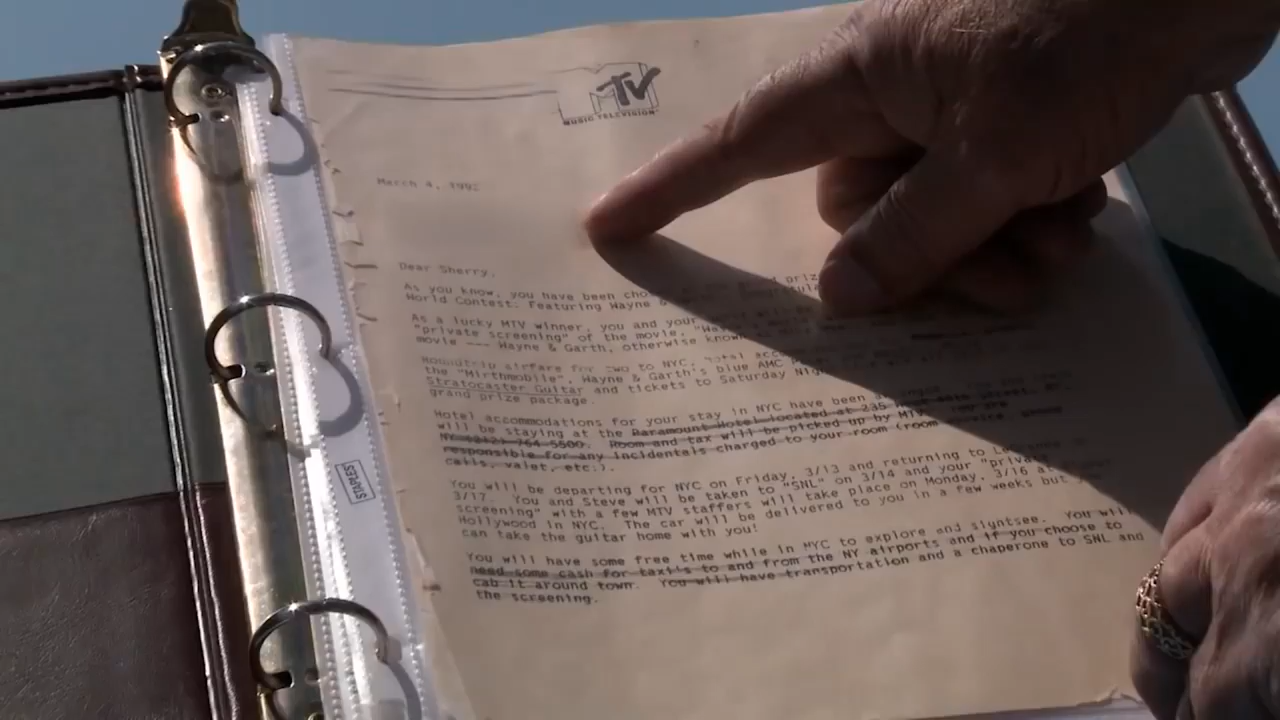 MTV
MUSIC TELEVISION
March 4, 1992
Dear Sherry,
As you know, you have been
World Contest: Featuring Wayne &
As a lucky MTV winner, you and your
"private screening" of the movie,
movie --- Wayne & Garth, otherwise
Roundtrip airfare for two to NYC, hotel
the "Mirthmobile", Wayne & Garth's blue AMC
Stratocaster Guitar and tickets to Saturday
grand prize package.
Hotel accommodations for your stay in NYC have been
will be staying at the Paramount Hotel located at 235
NY (212) 764-5500. Room and tax will be picked up by MTV.
responsible for any incidentals charged to your room (room
calls, valet, etc.).
You will be departing for NYC on Friday, 3/13 and returning to
3/17. You and Steve will be taken to "SNL" on 3/14 and your "private
screening" with a few MTV staffers will take place on Monday, 3/16 at
Hollywood in NYC. The car will be delivered to you in a few weeks but
can take the guitar home with you!
You will have some free time while in NYC to explore and sightsee. You will
need some cash for taxi's to and from the NY airports and if you choose to
cab it around town. You will have transportation and a chaperone to SNL and
the screening.
STAPLES